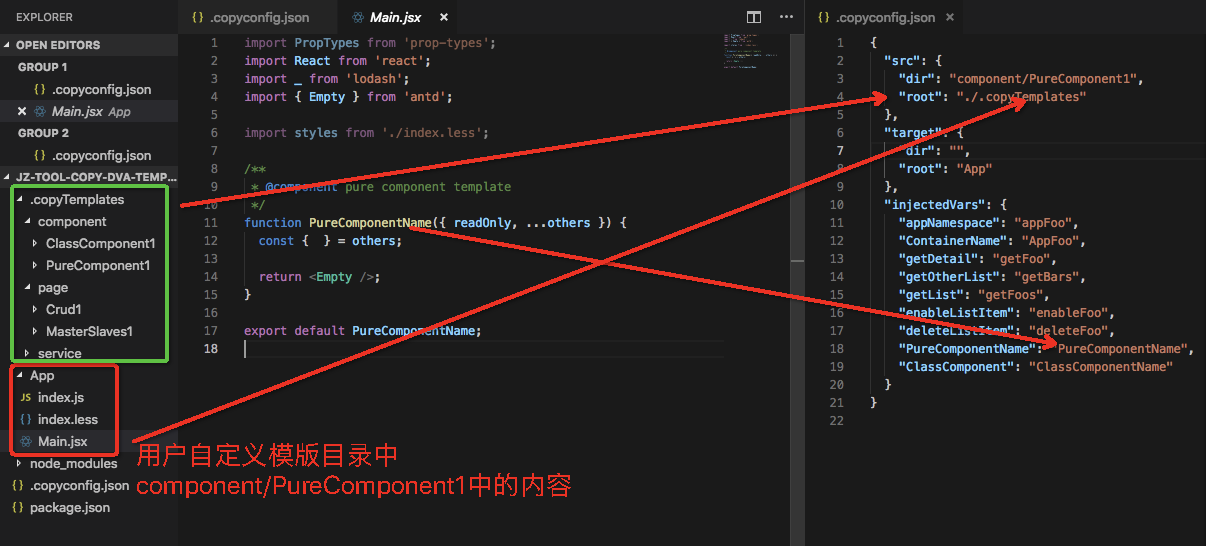 EXPLORER
OPEN EDITORS
GROUP 1
{} .copyconfig.json
× Main.jsx App
GROUP 2
{} .copyconfig.json
JZ-TOOL-COPY-DVA-TEMP...
.copyTemplates
component
ClassComponent1
PureComponent1
page
Crud1
MasterSlaves1
service
App
JS index.js
{} index.less
Main.jsx
node_modules
{} .copyconfig.json
{} package.json
{} .copyconfig.json
Main.jsx ×
1 import PropTypes from 'prop-types';
2 import React from 'react';
3 import _ from 'lodash';
4 import { Empty } from 'antd';
5
6 import styles from './index.less';
7
8 /**
9  * @component pure component template
10  */
11 function PureComponentName({ readOnly, ...others }) {
12   const {  } = others;
13
14   return <Empty />;
15 }
16
17 export default PureComponentName;
18
用户自定义模版目录中
component/PureComponent1中的内容
{} .copyconfig.json ×
1 {
2   "src": {
3     "dir": "component/PureComponent1",
4     "root": "./.copyTemplates"
5   },
6   "target": {
7     "dir": "",
8     "root": "App"
9   },
10   "injectedVars": {
11     "appNamespace": "appFoo",
12     "ContainerName": "AppFoo",
13     "getDetail": "getFoo",
14     "getOtherList": "getBars",
15     "getList": "getFoos",
16     "enableListItem": "enableFoo",
17     "deleteListItem": "deleteFoo",
18     "PureComponentName": "PureComponentName",
19     "ClassComponent": "ClassComponentName"
20   }
21 }
22